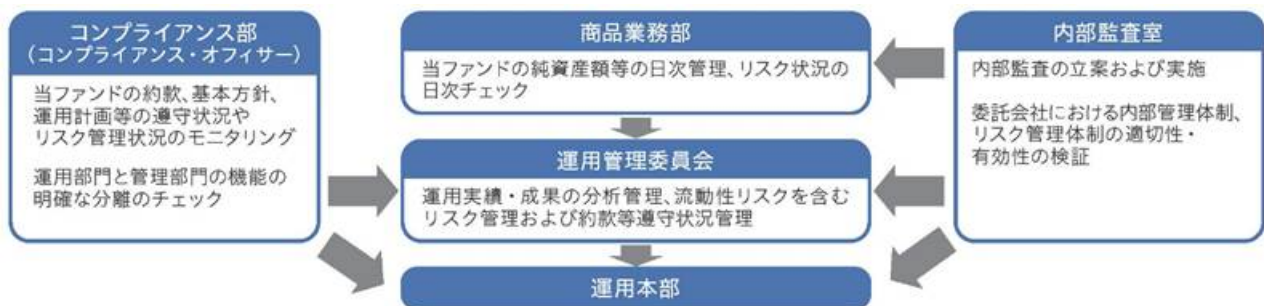 コンプライアンス部
（コンプライアンス・オフィサー）
当ファンドの約款、基本方針、
運用計画等の遵守状況や
リスク管理状況のモニタリング
運用部門と管理部門の機能の
明確な分離のチェック
商品業務部
当ファンドの純資産額等の日次管理、リスク状況の
日次チェック
運用管理委員会
運用実績・成果の分析管理、流動性リスクを含む
リスク管理および約款等遵守状況管理
運用本部
内部監査室
内部監査の立案および実施
委託会社における内部管理体制、
リスク管理体制の適切性・
有効性の検証